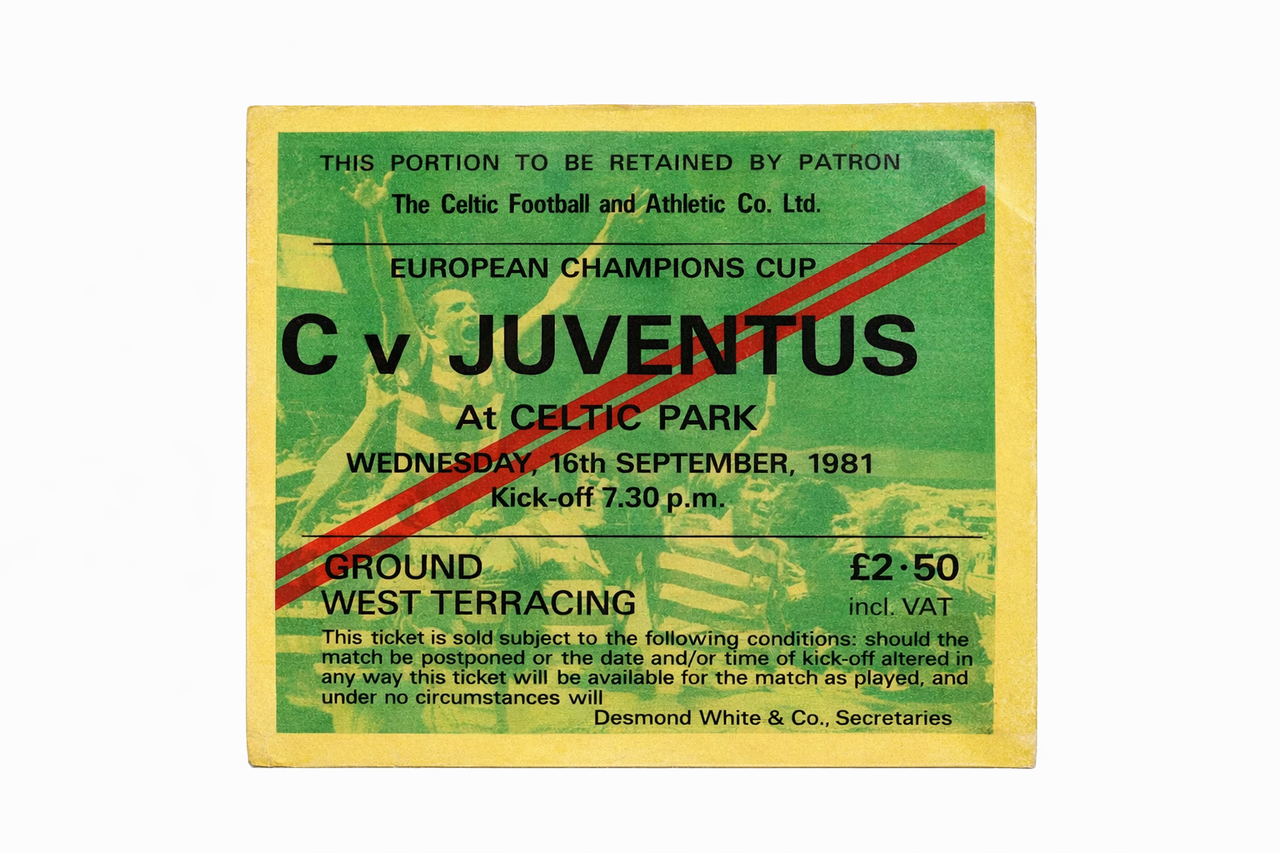 THIS PORTION TO BE RETAINED BY PATRON
The Celtic Football and Athletic Co. Ltd.
EUROPEAN CHAMPIONS CUP
C v JUVENTUS
At CELTIC PARK
WEDNESDAY, 16th SEPTEMBER, 1981
Kick-off 7.30 p.m.
GROUND £2·50
WEST TERRACING incl. VAT
This ticket is sold subject to the following conditions: should the
match be postponed or the date and/or time of kick-off altered in
any way this ticket will be available for the match as played, and
under no circumstances will
Desmond White & Co., Secretaries